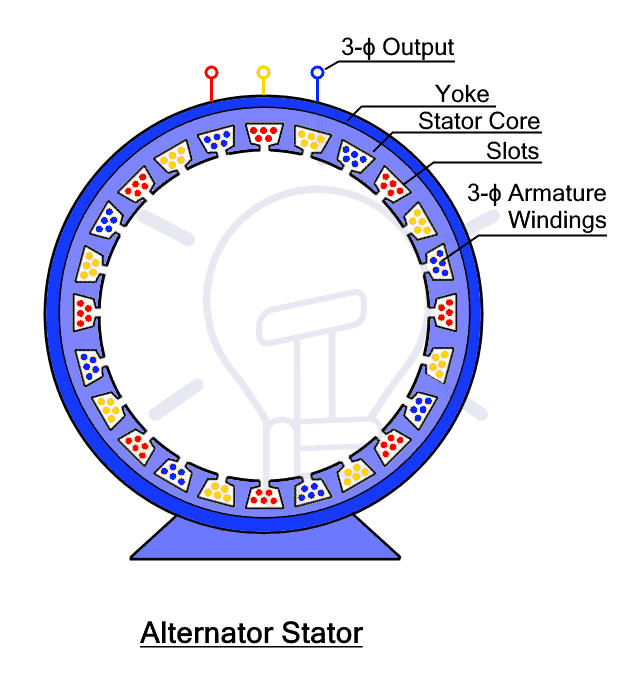 3-ϕ Output
Yoke
Stator Core
Slots
3-ϕ Armature
Windings
Alternator Stator